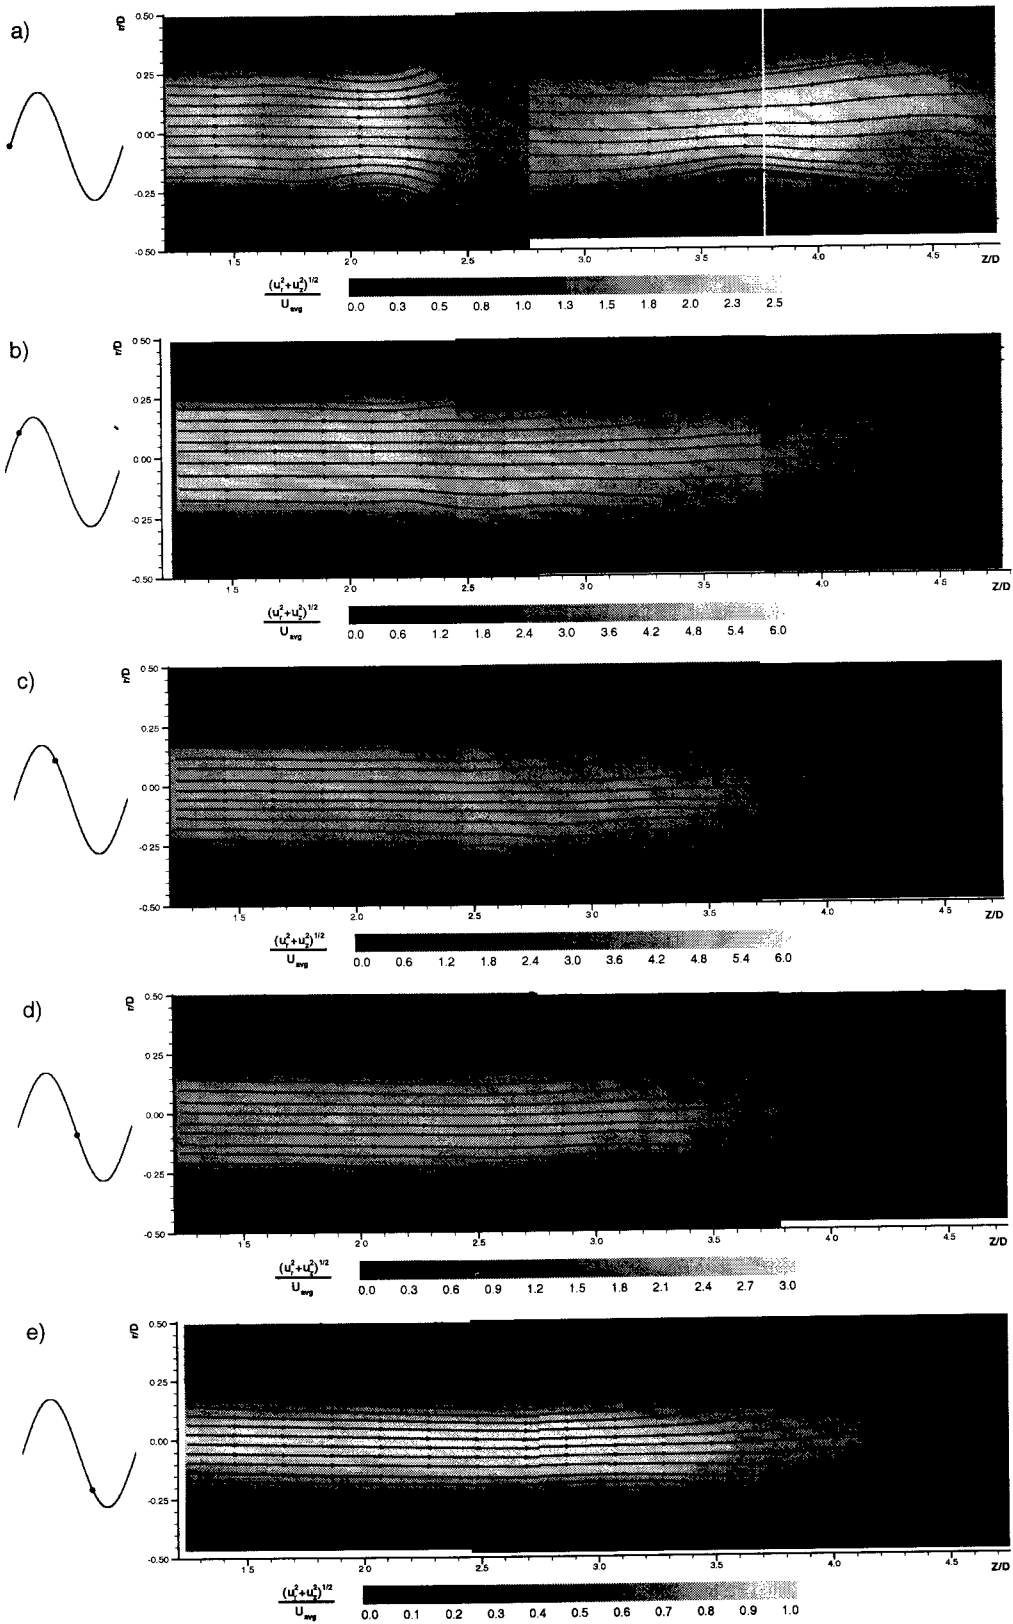 a)
r/D
0.50
0.25
0.00
-0.25
-0.50
1 5 2 0 2.5 3.0 3.5 4.0 4.5 Z/D
(u_r^2+u_z^2)^1/2
U_avg
0.0 0.3 0.5 0.8 1.0 1.3 1.5 1.8 2.0 2.3 2.5
b)
r/D
0 50
0.25
0.00
-0.25
-0.50
1 5 2 0 2.5 3.0 3.5 4.0 4 5 Z/D
(u_r^2+u_z^2)^1/2
U_avg
0.0 0.6 1.2 1.8 2.4 3.0 3.6 4.2 4.8 5.4 6.0
c)
r/D
0.50
0.25
0.00
-0.25
-0.50
1 5 2.0 2.5 3.0 3.5 4.0 4.5 Z/D
(u_r^2+u_z^2)^1/2
U_avg
0.0 0.6 1.2 1.8 2.4 3.0 3.6 4.2 4.8 5.4 6.0
d)
r/D
0.50
0.25
0.00
-0.25
-0.50
1 5 2 0 2.5 3.0 3.5 4.0 4.5 Z/D
(u_r^2+u_z^2)^1/2
U_avg
0.0 0.3 0.6 0.9 1.2 1.5 1.8 2.1 2.4 2.7 3.0
e)
r/D
0.50
0.25
0.00
-0.25
-0.50
1.5 2.0 2.5 3.0 3.5 4.0 4.5 Z/D
(u_r^2+u_z^2)^1/2
U_avg
0.0 0.1 0.2 0.3 0.4 0.5 0.6 0.7 0.8 0.9 1.0